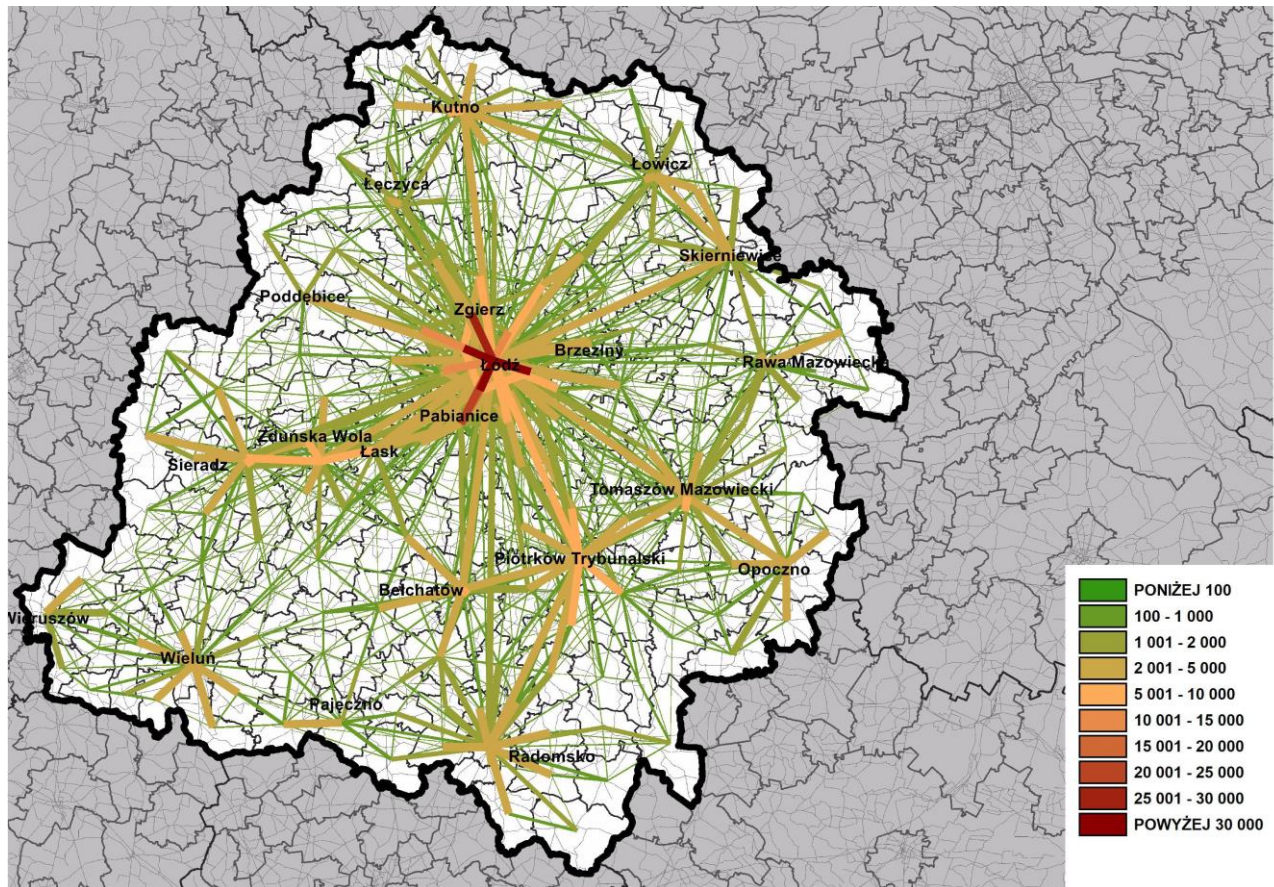 Kutno
Łowicz
Łęczyca
Skierniewice
Poddębice
Zgierz
Brzeziny
Rawa Mazowiecka
Łódź
Pabianice
Zduńska Wola
Łask
Sieradz
Tomaszów Mazowiecki
Piotrków Trybunalski
Opoczno
Bełchatów
Wieruszów
Wieluń
Pajęczno
Radomsko
PONIŻEJ 100
100 - 1 000
1 001 - 2 000
2 001 - 5 000
5 001 - 10 000
10 001 - 15 000
15 001 - 20 000
20 001 - 25 000
25 001 - 30 000
POWYŻEJ 30 000